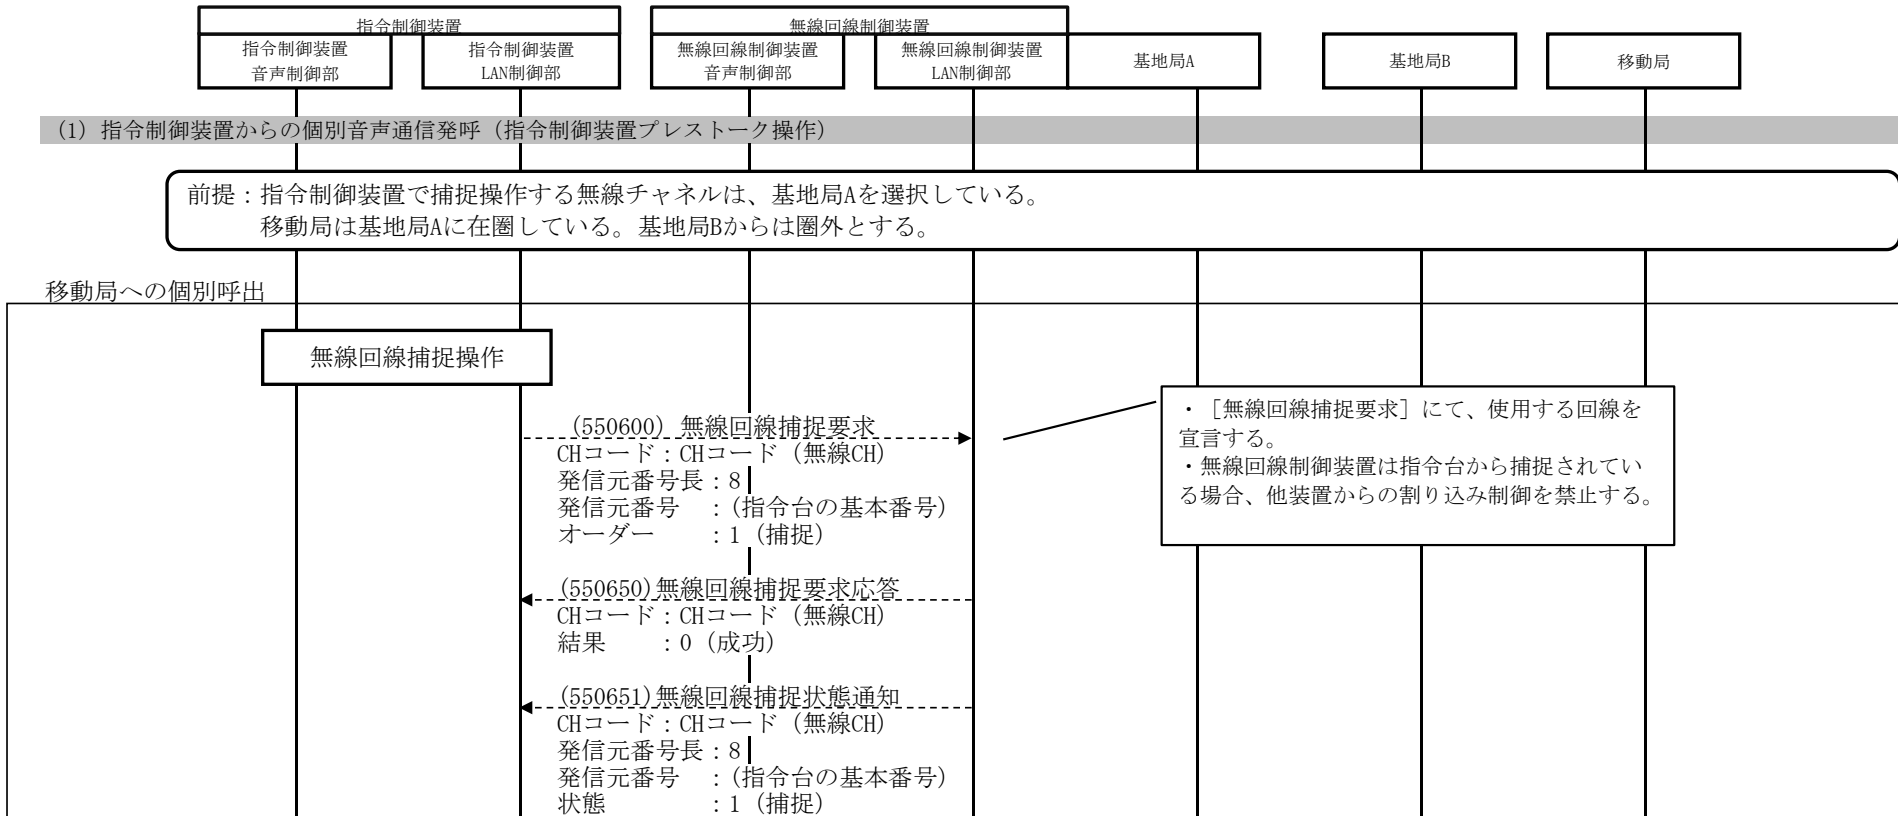 指令制御装置
無線回線制御装置
指令制御装置
音声制御部
指令制御装置
LAN制御部
無線回線制御装置
音声制御部
無線回線制御装置
LAN制御部
基地局A
基地局B
移動局
(1) 指令制御装置からの個別音声通信発呼（指令制御装置プレストーク操作）
前提：指令制御装置で捕捉操作する無線チャネルは、基地局Aを選択している。
移動局は基地局Aに在圏している。基地局Bからは圏外とする。
移動局への個別呼出
無線回線捕捉操作
(550600) 無線回線捕捉要求
CHコード：CHコード（無線CH）
発信元番号長：8
発信元番号　：(指令台の基本番号)
オーダー　　：1（捕捉）
・［無線回線捕捉要求］にて、使用する回線を
宣言する。
・無線回線制御装置は指令台から捕捉されてい
る場合、他装置からの割り込み制御を禁止する。
(550650)無線回線捕捉要求応答
CHコード：CHコード（無線CH）
結果　　：0（成功）
(550651)無線回線捕捉状態通知
CHコード：CHコード（無線CH）
発信元番号長：8
発信元番号　：(指令台の基本番号)
状態　　　　：1（捕捉）